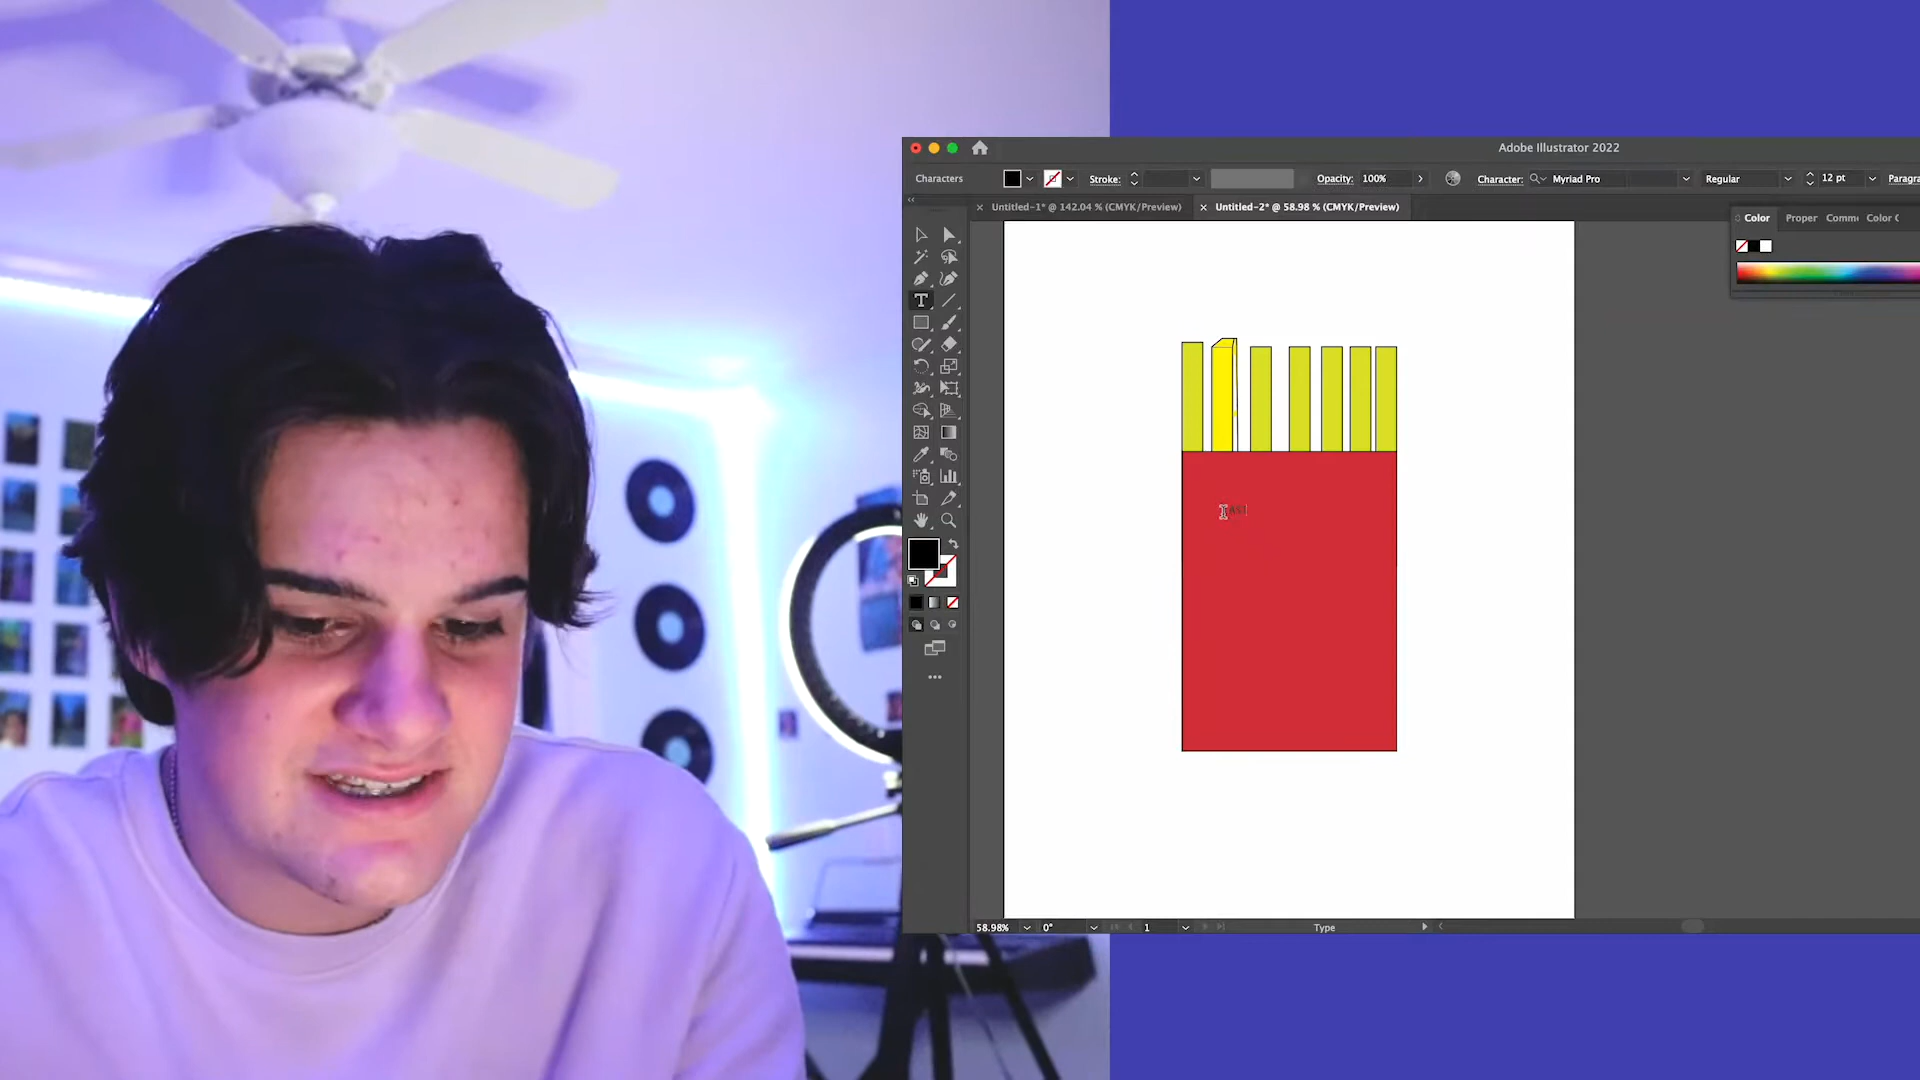 Adobe Illustrator 2022
Characters
Stroke:
Opacity: 100%
Character: Myriad Pro
Regular
12 pt
Untitled-1* @ 142.04 % (CMYK/Preview)
Untitled-2* @ 58.98 % (CMYK/Preview)
Color
Proper
Comm
Color
T
58.98%
0°
1
Type